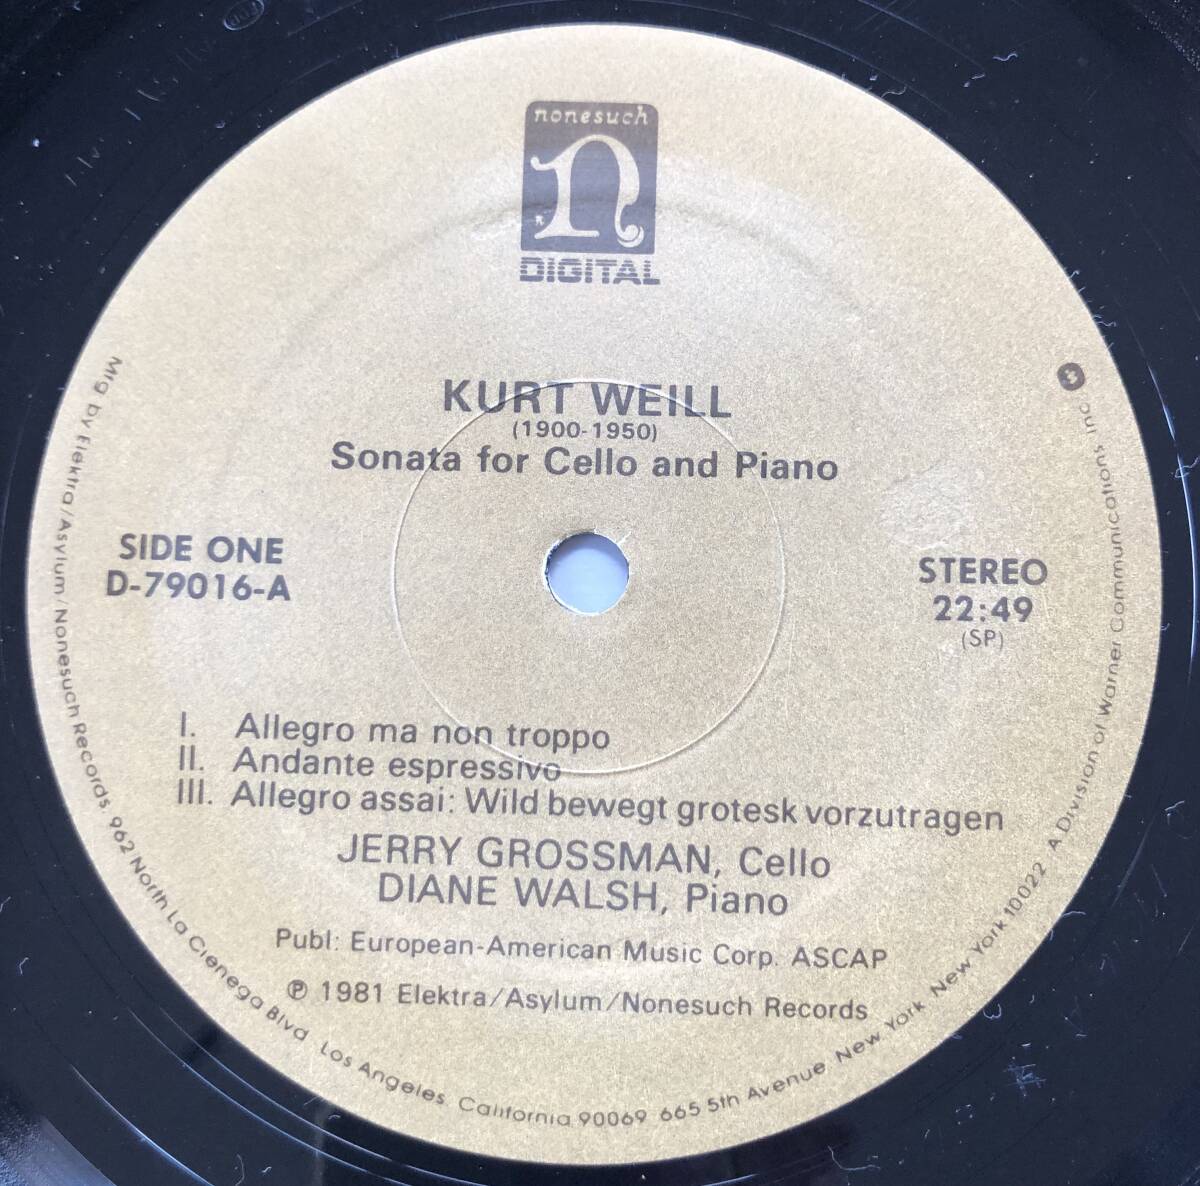 nonesuch
n
R
DIGITAL
KURT WEILL
(1900-1950)
Sonata for Cello and Piano
SIDE ONE
D-79016-A
STEREO
22:49
(SP)
I. Allegro ma non troppo
II. Andante espressivo
III. Allegro assai: Wild bewegt grotesk vorzutragen
JERRY GROSSMAN, Cello
DIANE WALSH, Piano
Publ: European-American Music Corp. ASCAP
℗ 1981 Elektra/Asylum/Nonesuch Records
Mfg by Elektra/Asylum/Nonesuch Records 962 North La Cienega Blvd Los Angeles California 90069 665 5th Avenue New York New York 10022 A Division of Warner Communications Inc W